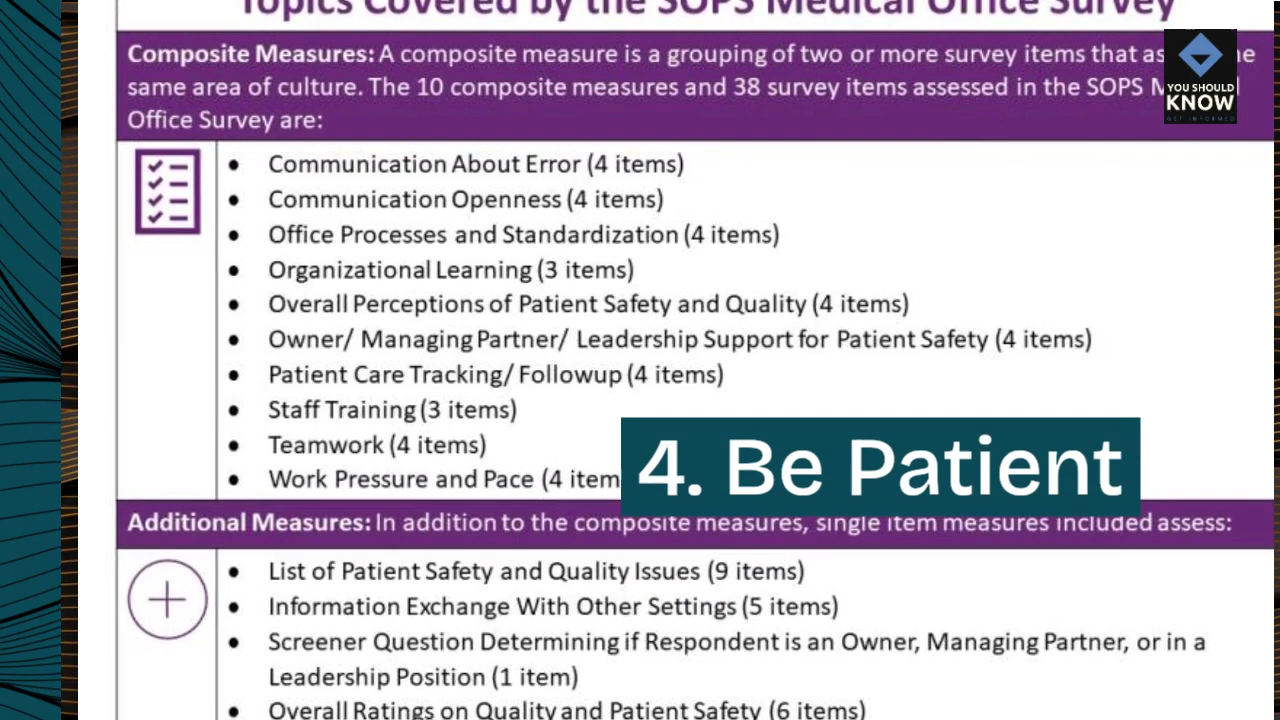 Topics Covered by the SOPS Medical Office Survey
Composite Measures: A composite measure is a grouping of two or more survey items that
same area of culture. The 10 composite measures and 38 survey items assessed in the SOPS
Office Survey are:
YOU SHOULD
KNOW
GET INFORMED
• Communication About Error (4 items)
• Communication Openness (4 items)
• Office Processes and Standardization (4 items)
• Organizational Learning (3 items)
• Overall Perceptions of Patient Safety and Quality (4 items)
• Owner/ Managing Partner/ Leadership Support for Patient Safety (4 items)
• Patient Care Tracking/ Followup (4 items)
• Staff Training (3 items)
• Teamwork (4 items)
• Work Pressure and Pace (4 item
4. Be Patient
Additional Measures: In addition to the composite measures, single item measures included assess:
• List of Patient Safety and Quality Issues (9 items)
• Information Exchange With Other Settings (5 items)
• Screener Question Determining if Respondent is an Owner, Managing Partner, or in a
Leadership Position (1 item)
• Overall Ratings on Quality and Patient Safety (6 items)